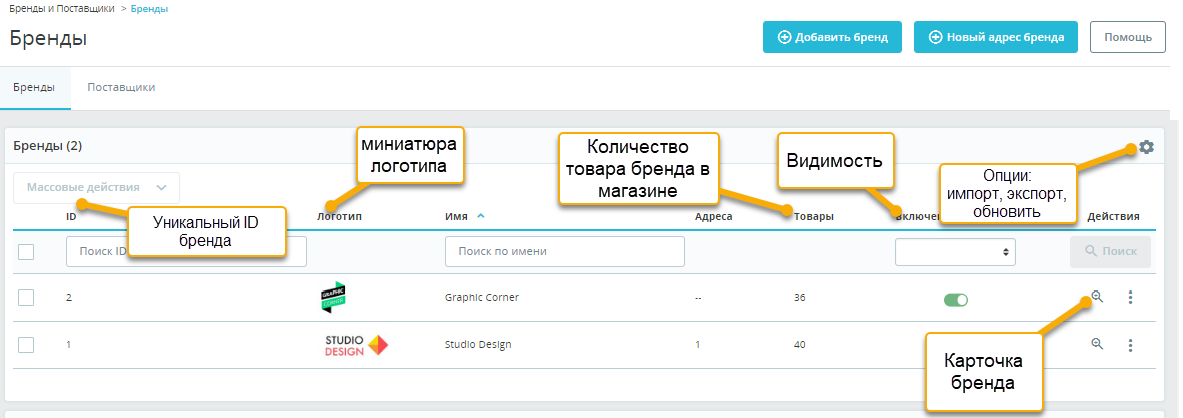 Бренды и Поставщики > Бренды
Бренды
Добавить бренд
Новый адрес бренда
Помощь
Бренды
Поставщики
Бренды (2)
миниатюра
логотипа
Количество
товара бренда в
магазине
Видимость
Опции:
импорт, экспорт,
обновить
Массовые действия
Уникальный ID
бренда
ID
Логотип
Имя
Адреса
Товары
Включен
Действия
Поиск ID
Поиск по имени
Поиск
2
GRAPHIC
CORNER
Graphic Corner
--
36
1
STUDIO
DESIGN
Studio Design
1
40
Карточка
бренда